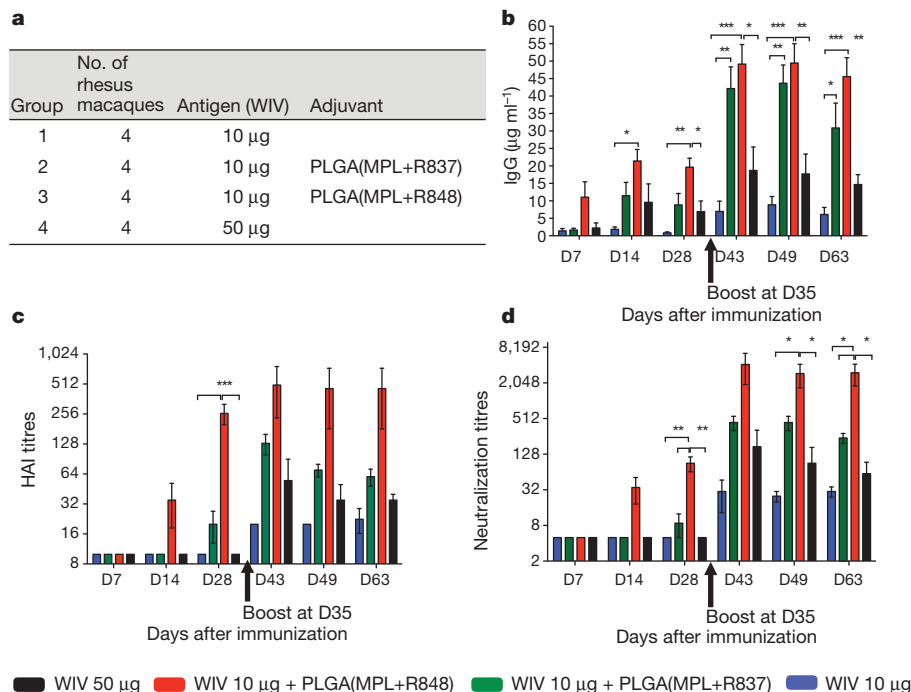 a
Group No. of rhesus macaques Antigen (WIV) Adjuvant
1 4 10 µg
2 4 10 µg PLGA(MPL+R837)
3 4 10 µg PLGA(MPL+R848)
4 4 50 µg
b
IgG (µg ml⁻¹)
60
55
50
45
40
35
30
25
20
15
10
5
0
* ** * *** ** * *** ** ** *** * **
D7 D14 D28 D43 D49 D63
Boost at D35
Days after immunization
c
HAI titres
1,024
512
256
128
64
32
16
8
***
D7 D14 D28 D43 D49 D63
Boost at D35
Days after immunization
d
Neutralization titres
8,192
2,048
512
128
32
8
2
** ** * * * *
D7 D14 D28 D43 D49 D63
Boost at D35
Days after immunization
WIV 50 µg WIV 10 µg + PLGA(MPL+R848) WIV 10 µg + PLGA(MPL+R837) WIV 10 µg